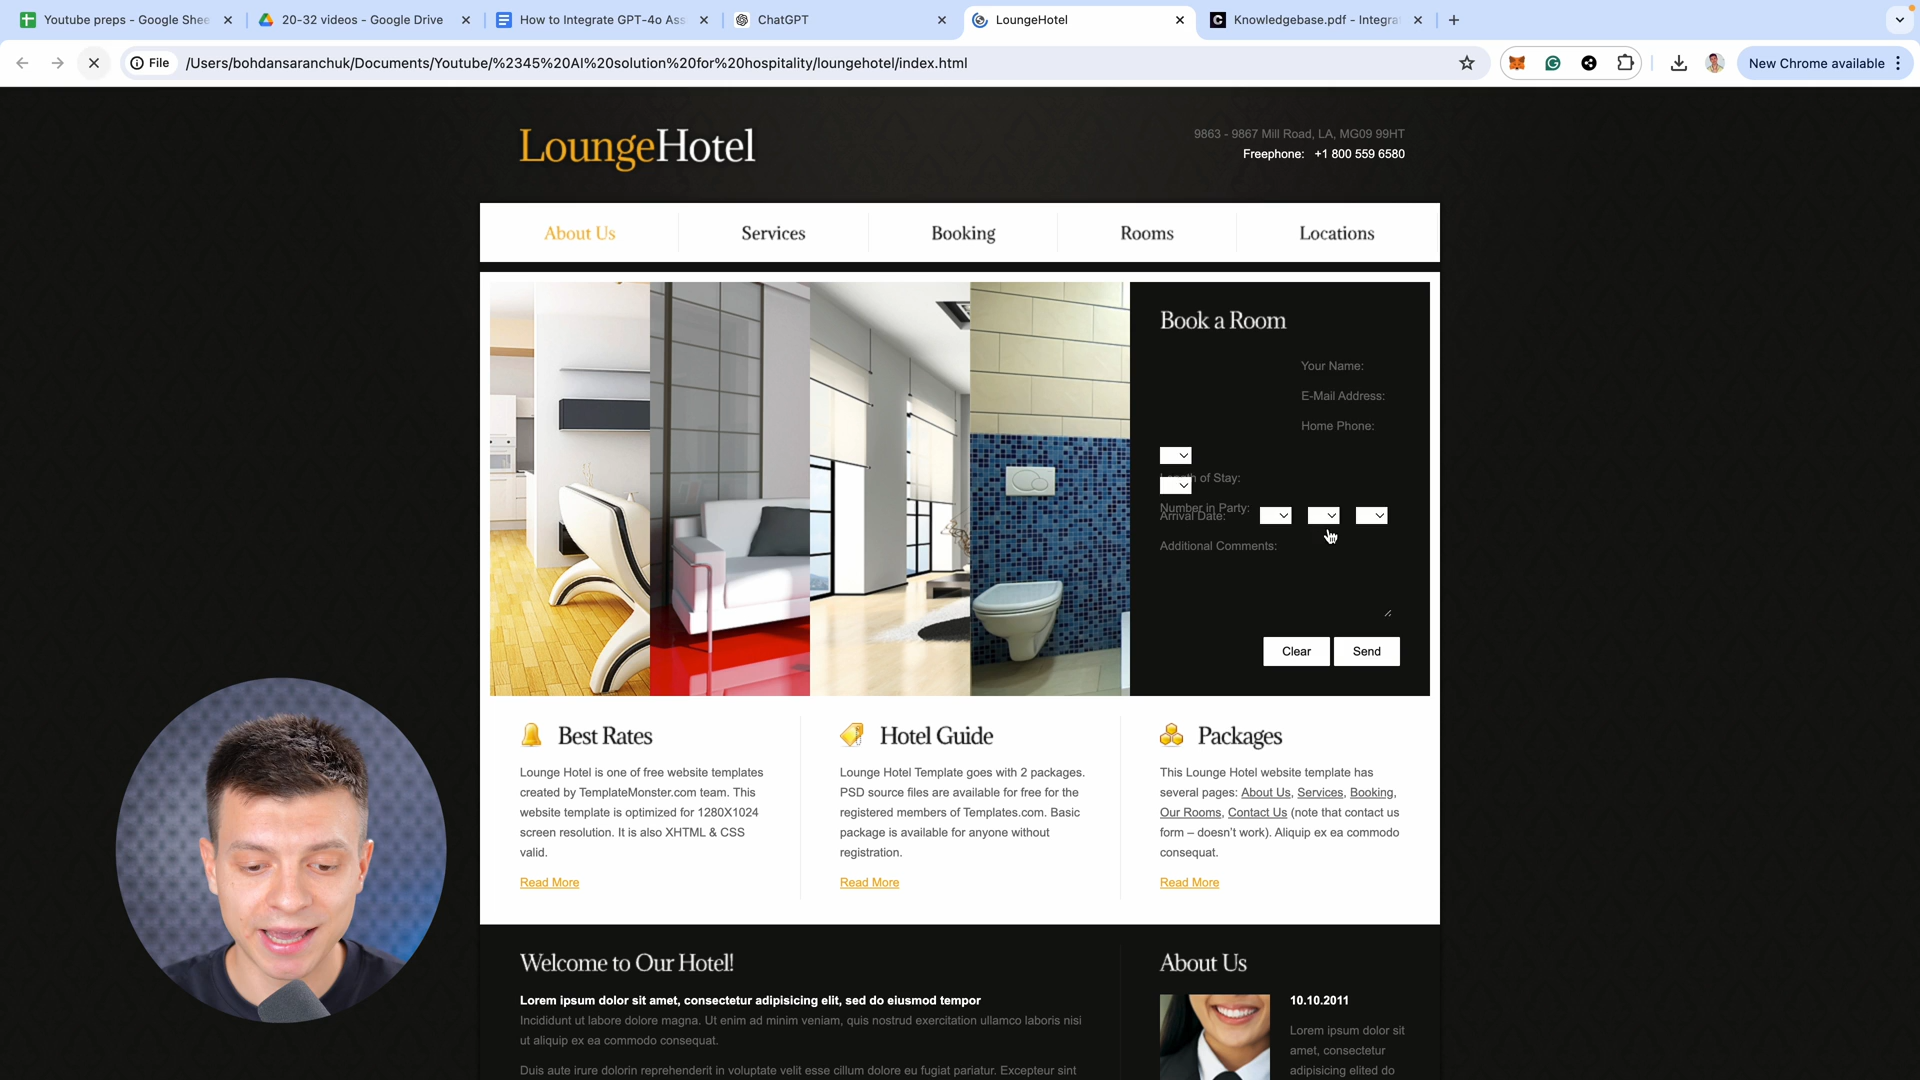 Youtube preps - Google Shee
20-32 videos - Google Drive
How to Integrate GPT-4o Ass
ChatGPT
LoungeHotel
Knowledgebase.pdf - Integra
File
/Users/bohdansaranchuk/Documents/Youtube/%2345%20AI%20solution%20for%20hospitality/loungehotel/index.html
New Chrome available
LoungeHotel
9863 - 9867 Mill Road, LA, MG09 99HT
Freephone: +1 800 559 6580
About Us
Services
Booking
Rooms
Locations
Book a Room
Your Name:
E-Mail Address:
Home Phone:
Length of Stay:
Number in Party:
Arrival Date:
Additional Comments:
Clear
Send
Best Rates
Lounge Hotel is one of free website templates
created by TemplateMonster.com team. This
website template is optimized for 1280X1024
screen resolution. It is also XHTML & CSS
valid.
Read More
Hotel Guide
Lounge Hotel Template goes with 2 packages.
PSD source files are available for free for the
registered members of Templates.com. Basic
package is available for anyone without
registration.
Read More
Packages
This Lounge Hotel website template has
several pages: About Us, Services, Booking,
Our Rooms, Contact Us (note that contact us
form – doesn't work). Aliquip ex ea commodo
consequat.
Read More
Welcome to Our Hotel!
Lorem ipsum dolor sit amet, consectetur adipisicing elit, sed do eiusmod tempor
Incididunt ut labore dolore magna. Ut enim ad minim veniam, quis nostrud exercitation ullamco laboris nisi
ut aliquip ex ea commodo consequat.
Duis aute irure dolorin reprehenderit in voluptate velit esse cillum dolore eu fugiat pariatur. Excepteur sint
About Us
10.10.2011
Lorem ipsum dolor sit
amet, consectetur
adipisicing elited do